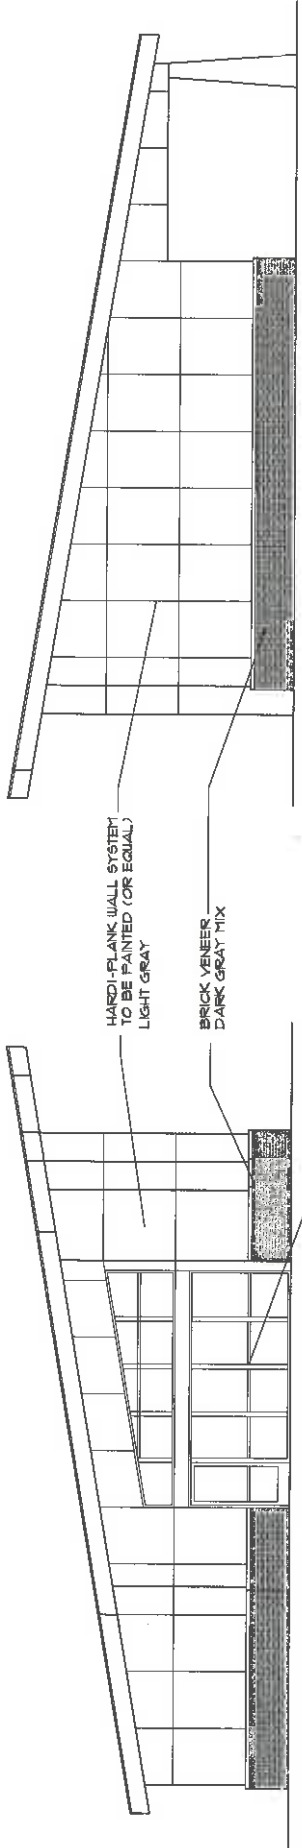 HARDI-PLANK WALL SYSTEM
TO BE PAINTED (OR EQUAL)
LIGHT GRAY
BRICK VENEER
DARK GRAY MIX